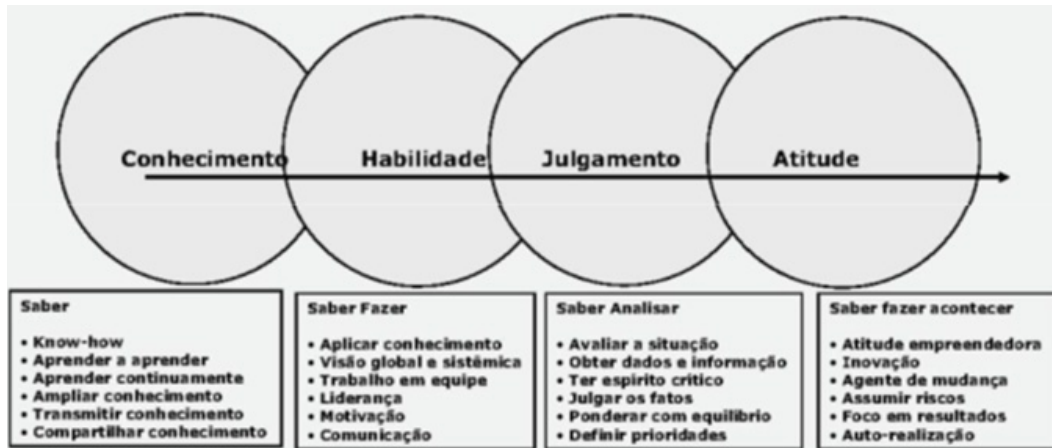 Conhecimento
Habilidade
Julgamento
Atitude
Saber
• Know-how
• Aprender a aprender
• Aprender continuamente
• Ampliar conhecimento
• Transmitir conhecimento
• Compartilhar conhecimento
Saber Fazer
• Aplicar conhecimento
• Visão global e sistêmica
• Trabalho em equipe
• Liderança
• Motivação
• Comunicação
Saber Analisar
• Avaliar a situação
• Obter dados e informação
• Ter espirito critico
• Julgar os fatos
• Ponderar com equilibrio
• Definir prioridades
Saber fazer acontecer
• Atitude empreendedora
• Inovação
• Agente de mudança
• Assumir riscos
• Foco em resultados
• Auto-realização